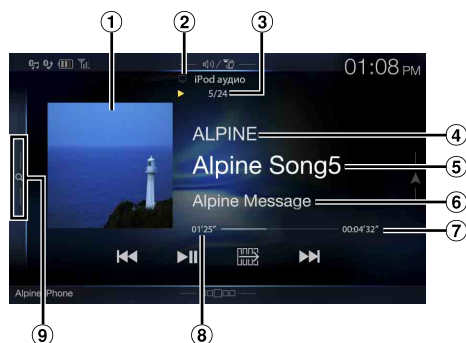 1
2
3
iPod аудио
01:08 PM
5/24
ALPINE
4
Alpine Song5
5
Alpine Message
6
01'25"
00:04'32"
7
Alpine Phone
9
8